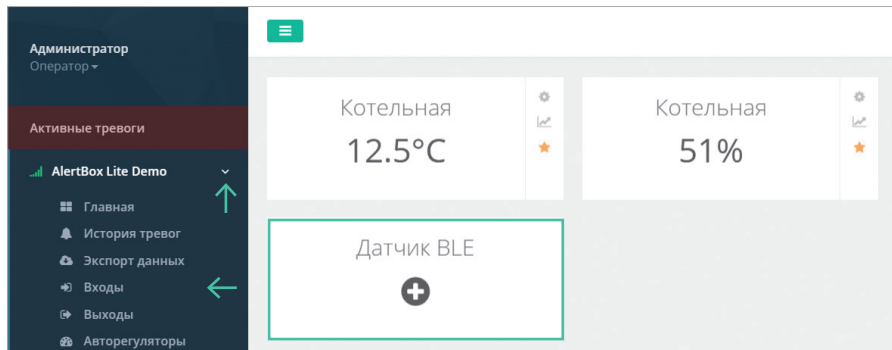 Администратор
Оператор
Активные тревоги
AlertBox Lite Demo
Главная
История тревог
Экспорт данных
Входы
Выходы
Авторегуляторы
Котельная
12.5°C
Котельная
51%
Датчик BLE